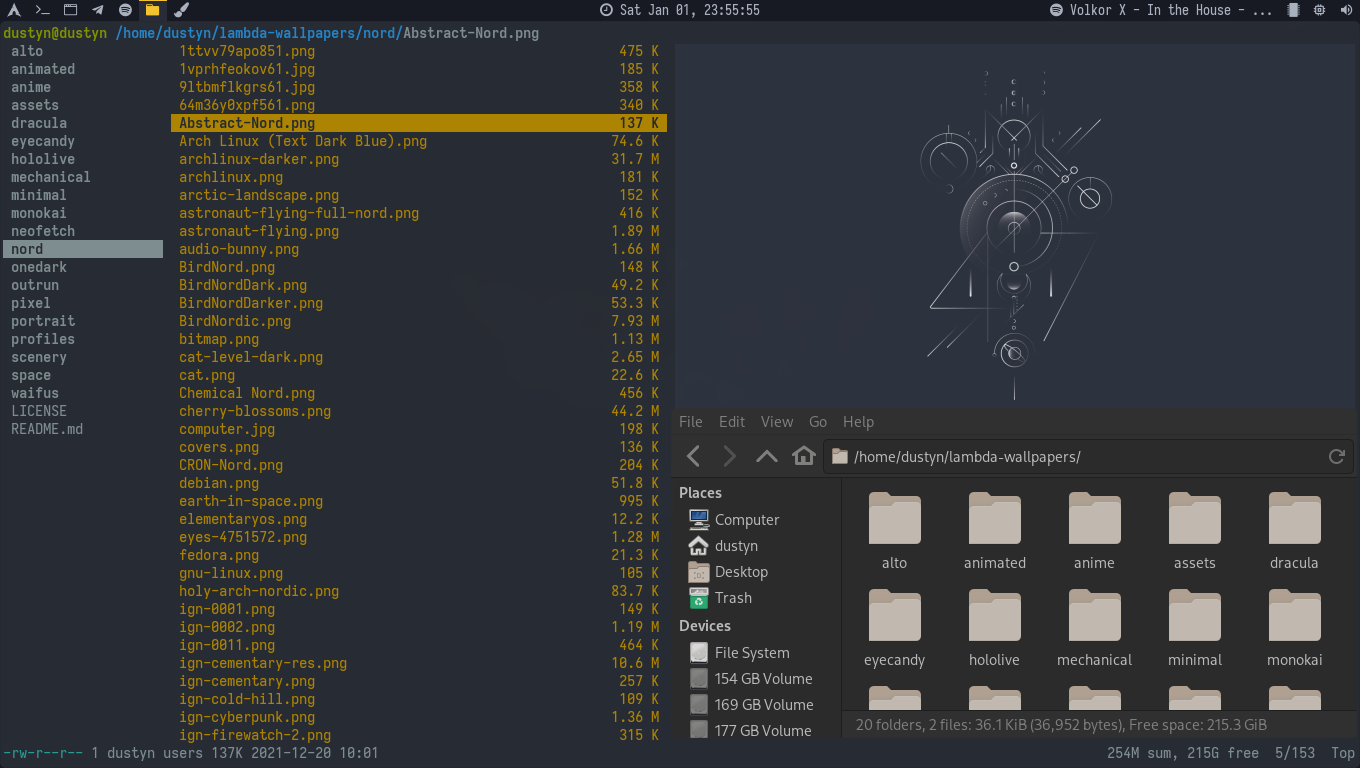 Sat Jan 01, 23:55:55
Volkor X - In the House - ...
dustyn@dustyn /home/dustyn/lambda-wallpapers/nord/Abstract-Nord.png
alto 1ttvv79apo851.png 475 K
animated 1vprhfeokov61.jpg 185 K
anime 9ltbmflkgrs61.jpg 358 K
assets 64m36y0xpf561.png 340 K
dracula Abstract-Nord.png 137 K
eyecandy Arch Linux (Text Dark Blue).png 74.6 K
hololive archlinux-darker.png 31.7 M
mechanical archlinux.png 181 K
minimal arctic-landscape.png 152 K
monokai astronaut-flying-full-nord.png 416 K
neofetch astronaut-flying.png 1.89 M
nord audio-bunny.png 1.66 M
onedark BirdNord.png 148 K
outrun BirdNordDark.png 49.2 K
pixel BirdNordDarker.png 53.3 K
portrait BirdNordic.png 7.93 M
profiles bitmap.png 1.13 M
scenery cat-level-dark.png 2.65 M
space cat.png 22.6 K
waifus Chemical Nord.png 456 K
LICENSE cherry-blossoms.png 44.2 M
README.md computer.jpg 198 K
covers.png 136 K
CRON-Nord.png 204 K
debian.png 51.8 K
earth-in-space.png 995 K
elementaryos.png 12.2 K
eyes-4751572.png 1.28 M
fedora.png 21.3 K
gnu-linux.png 105 K
holy-arch-nordic.png 83.7 K
ign-0001.png 149 K
ign-0002.png 1.19 M
ign-0011.png 464 K
ign-cementary-res.png 10.6 M
ign-cementary.png 257 K
ign-cold-hill.png 109 K
ign-cyberpunk.png 1.36 M
ign-firewatch-2.png 315 K
-rw-r--r-- 1 dustyn users 137K 2021-12-20 10:01
254M sum, 215G free 5/153 Top
File Edit View Go Help
/home/dustyn/lambda-wallpapers/
Places
Computer
dustyn
Desktop
Trash
Devices
File System
154 GB Volume
169 GB Volume
177 GB Volume
alto animated anime assets dracula
eyecandy hololive mechanical minimal monokai
20 folders, 2 files: 36.1 KiB (36,952 bytes), Free space: 215.3 GiB